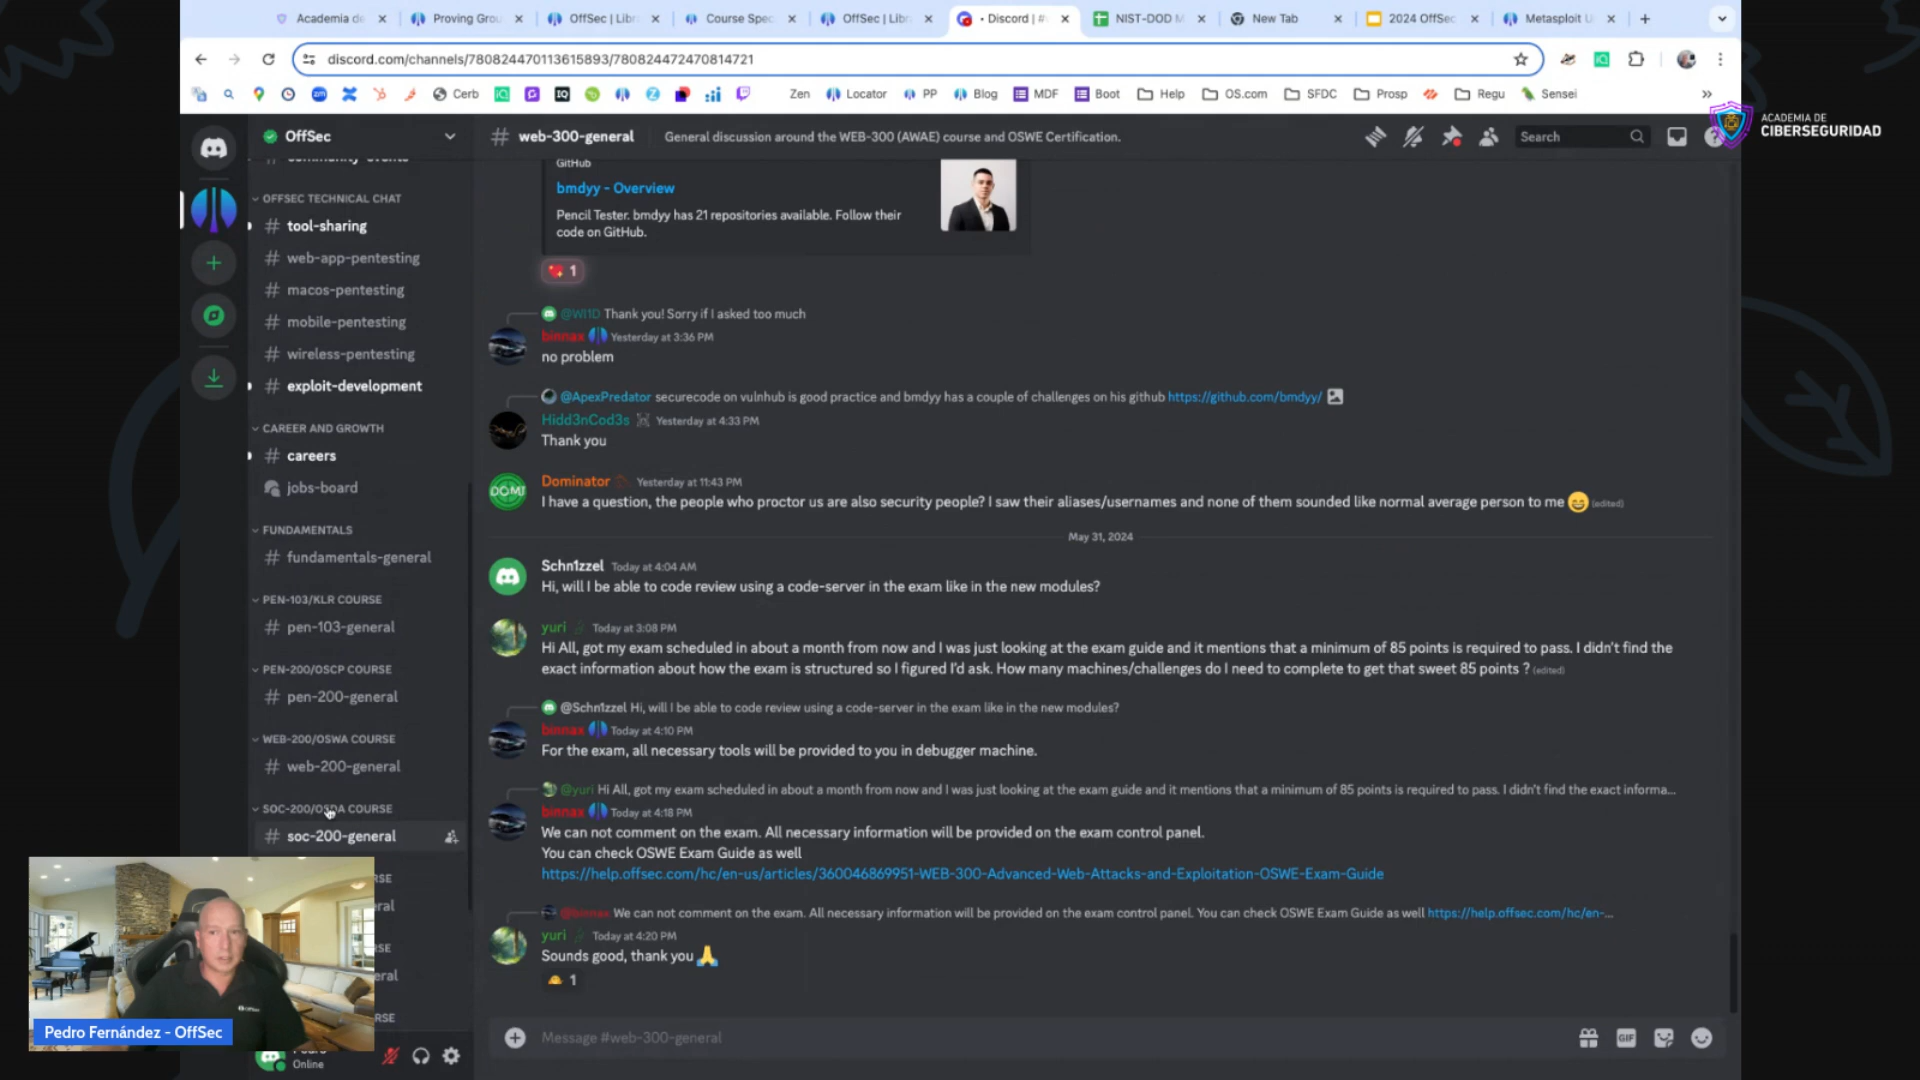 Academia de
Proving Grou
OffSec | Libr
Course Spec
OffSec | Libr
• Discord | #
NIST-DOD M
New Tab
2024 OffSec
Metasploit U
discord.com/channels/780824470113615893/780824472470814721
Cerb
Zen
Locator
PP
Blog
MDF
Boot
Help
OS.com
SFDC
Prosp
Regu
Sensei
ACADEMIA DE
CIBERSEGURIDAD
OffSec
community-events
OFFSEC TECHNICAL CHAT
tool-sharing
web-app-pentesting
macos-pentesting
mobile-pentesting
wireless-pentesting
exploit-development
CAREER AND GROWTH
careers
jobs-board
FUNDAMENTALS
fundamentals-general
PEN-103/KLR COURSE
pen-103-general
PEN-200/OSCP COURSE
pen-200-general
WEB-200/OSWA COURSE
web-200-general
SOC-200/OSDA COURSE
soc-200-general
RSE
ral
RSE
eral
RSE
Pedro
Online
web-300-general
General discussion around the WEB-300 (AWAE) course and OSWE Certification.
Search
GitHub
bmdyy - Overview
Pencil Tester. bmdyy has 21 repositories available. Follow their
code on GitHub.
1
@W11D Thank you! Sorry if I asked too much
binnax Yesterday at 3:36 PM
no problem
@ApexPredator securecode on vulnhub is good practice and bmdyy has a couple of challenges on his github https://github.com/bmdyy/
Hidd3nCod3s Yesterday at 4:33 PM
Thank you
DOMI
Dominator Yesterday at 11:43 PM
I have a question, the people who proctor us are also security people? I saw their aliases/usernames and none of them sounded like normal average person to me 😄 (edited)
May 31, 2024
Schn1zzel Today at 4:04 AM
Hi, will I be able to code review using a code-server in the exam like in the new modules?
yuri Today at 3:08 PM
Hi All, got my exam scheduled in about a month from now and I was just looking at the exam guide and it mentions that a minimum of 85 points is required to pass. I didn't find the
exact information about how the exam is structured so I figured I'd ask. How many machines/challenges do I need to complete to get that sweet 85 points ? (edited)
@Schn1zzel Hi, will I be able to code review using a code-server in the exam like in the new modules?
binnax Today at 4:10 PM
For the exam, all necessary tools will be provided to you in debugger machine.
@yuri Hi All, got my exam scheduled in about a month from now and I was just looking at the exam guide and it mentions that a minimum of 85 points is required to pass. I didn't find the exact informa...
binnax Today at 4:18 PM
We can not comment on the exam. All necessary information will be provided on the exam control panel.
You can check OSWE Exam Guide as well
https://help.offsec.com/hc/en-us/articles/360046869951-WEB-300-Advanced-Web-Attacks-and-Exploitation-OSWE-Exam-Guide
@binnax We can not comment on the exam. All necessary information will be provided on the exam control panel. You can check OSWE Exam Guide as well https://help.offsec.com/hc/en-...
yuri Today at 4:20 PM
Sounds good, thank you 🙏
1
Message #web-300-general
GIF
Pedro Fernández - OffSec